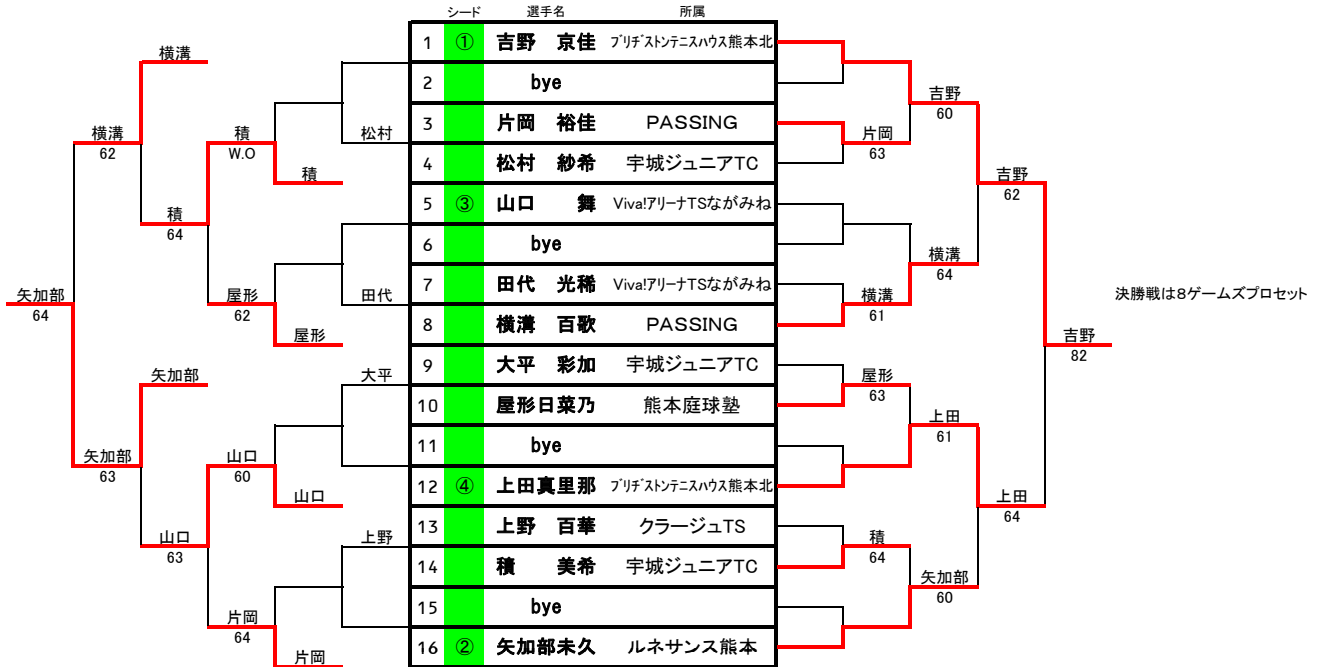 シード 選手名 所属
1 ① 吉野 京佳 ブリヂストンテニスハウス熊本北
2 bye
3 片岡 裕佳 PASSING
4 松村 紗希 宇城ジュニアTC
5 ③ 山口 舞 Viva!アリーナTSながみね
6 bye
7 田代 光稀 Viva!アリーナTSながみね
8 横溝 百歌 PASSING
9 大平 彩加 宇城ジュニアTC
10 屋形日菜乃 熊本庭球塾
11 bye
12 ④ 上田真里那 ブリヂストンテニスハウス熊本北
13 上野 百華 クラージュTS
14 積 美希 宇城ジュニアTC
15 bye
16 ② 矢加部未久 ルネサンス熊本
横溝
横溝
62
積
W.O
松村
積
積
64
屋形
62
田代
屋形
矢加部
64
矢加部
大平
矢加部
63
山口
60
山口
山口
63
上野
片岡
64
片岡
片岡
63
吉野
60
吉野
62
横溝
61
横溝
64
吉野
82
屋形
63
上田
61
上田
64
積
64
矢加部
60
決勝戦は8ゲームズプロセット